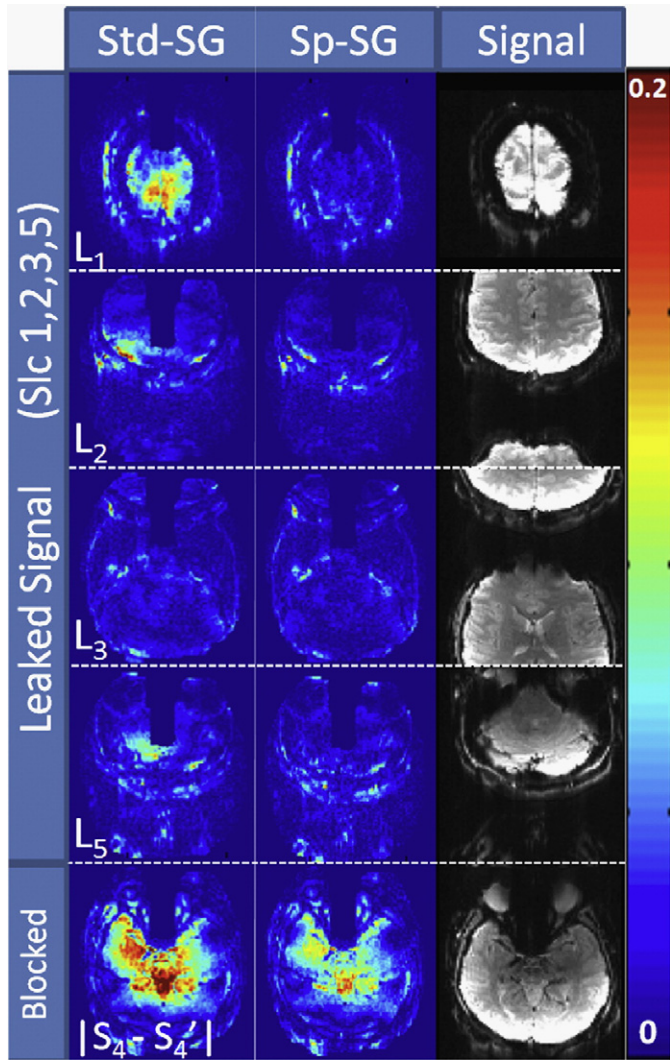 Std-SG Sp-SG Signal
0.2
Leaked Signal (Slc 1,2,3,5)
L1
L2
L3
L5
Blocked
|S4 - S4'|
0